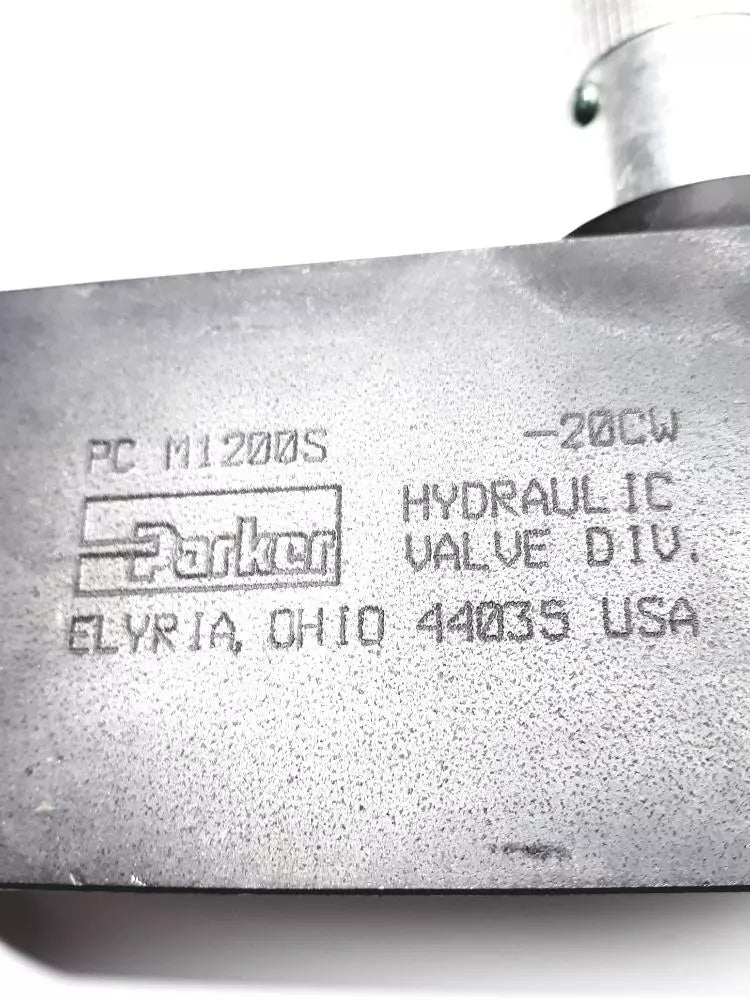 PC M1200S -20CW
Parker HYDRAULIC
VALVE DIV.
ELYRIA, OHIO 44035 USA